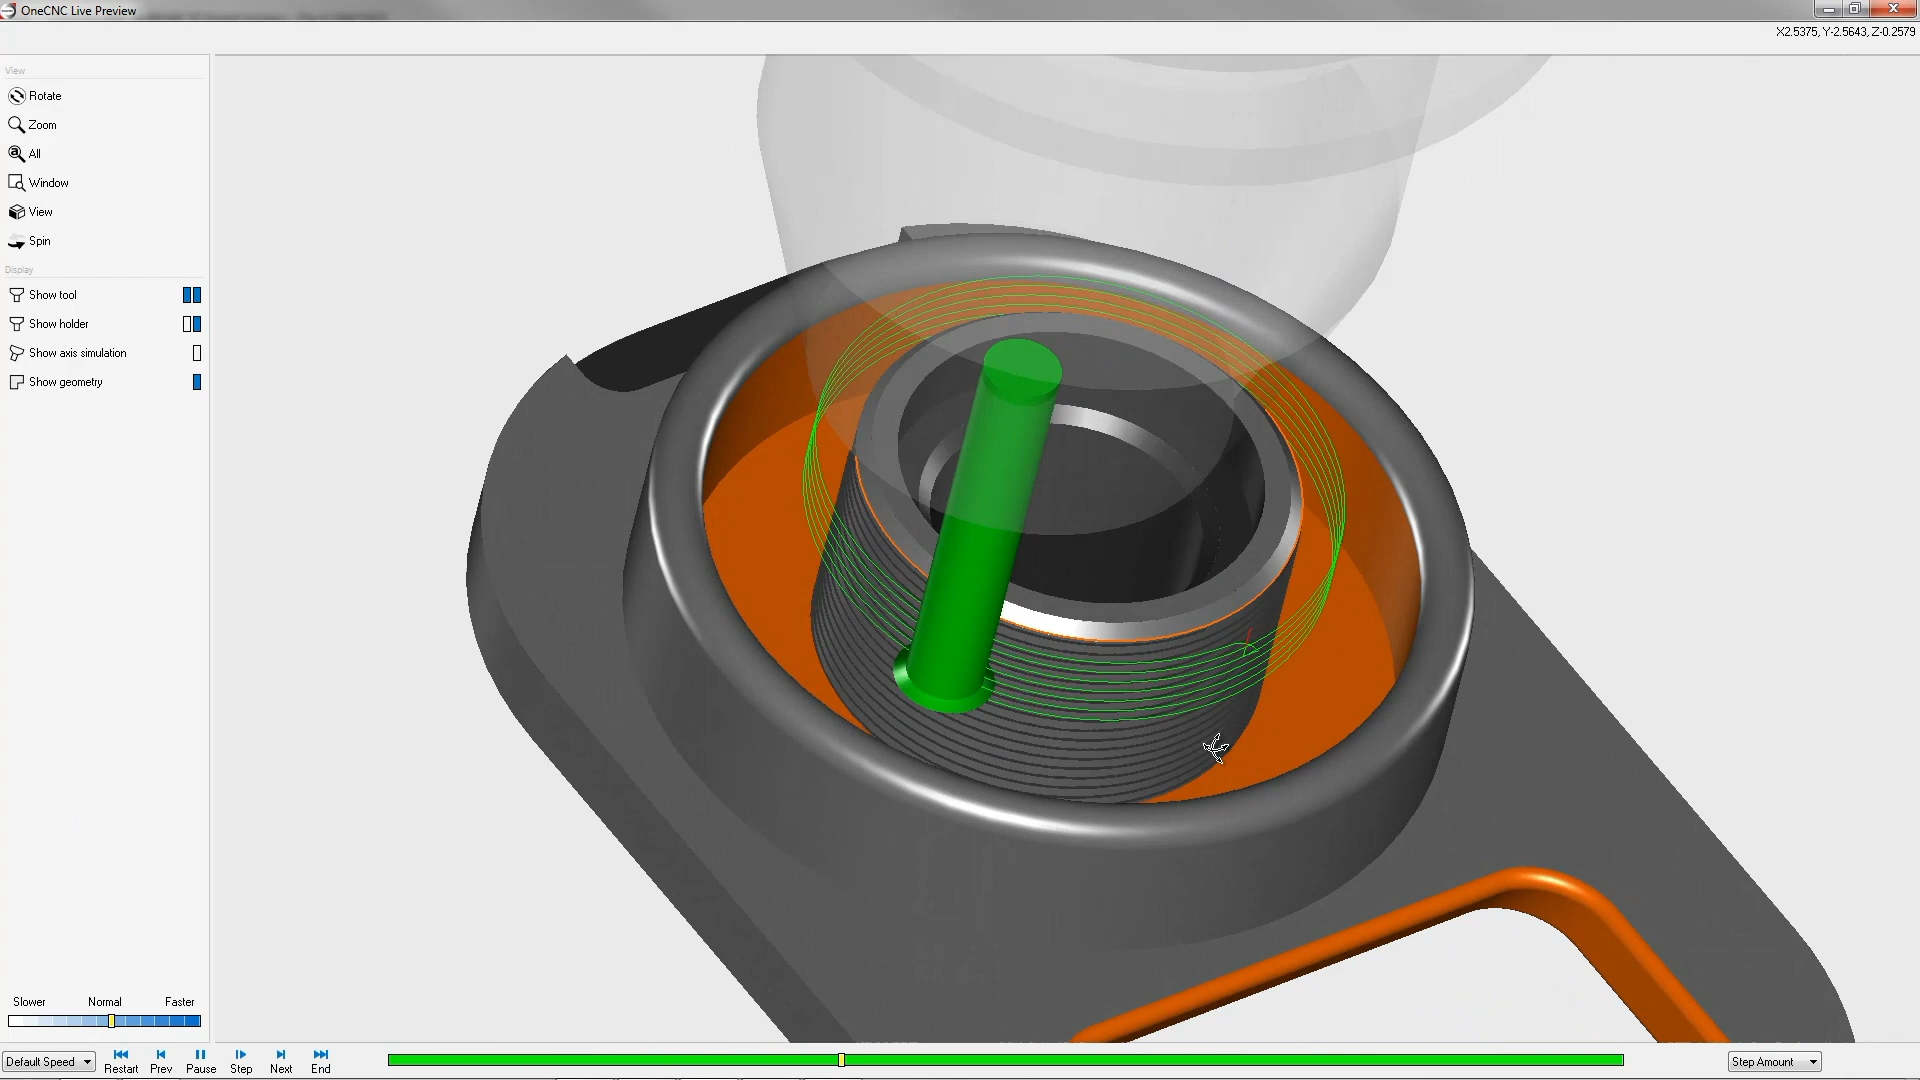 OneCNC Live Preview
X2.5375, Y-2.5643, Z-0.2579
View
Rotate
Zoom
All
Window
View
Spin
Display
Show tool
Show holder
Show axis simulation
Show geometry
Slower Normal Faster
Default Speed Restart Prev Pause Step Next End Step Amount